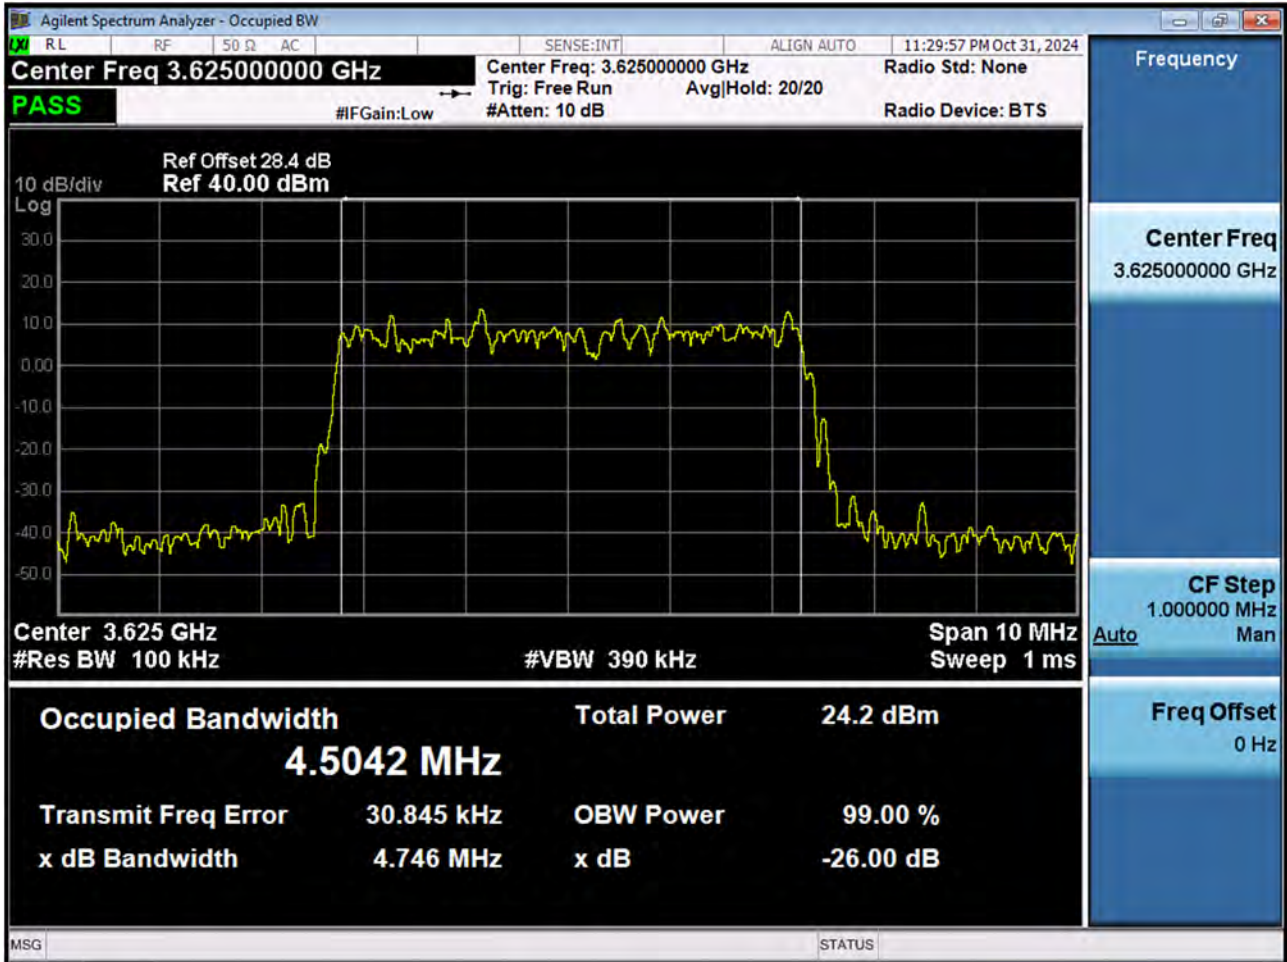 Agilent Spectrum Analyzer - Occupied BW
LXI RL RF 50 Ω AC SENSE:INT ALIGN AUTO 11:29:57 PM Oct 31, 2024
Center Freq 3.625000000 GHz
Center Freq: 3.625000000 GHz Radio Std: None
Trig: Free Run Avg|Hold: 20/20
PASS
#IFGain:Low #Atten: 10 dB Radio Device: BTS
Ref Offset 28.4 dB
10 dB/div Ref 40.00 dBm
Log
30.0
20.0
10.0
0.00
-10.0
-20.0
-30.0
-40.0
-50.0
Center 3.625 GHz Span 10 MHz
#Res BW 100 kHz #VBW 390 kHz Sweep 1 ms
Occupied Bandwidth Total Power 24.2 dBm
4.5042 MHz
Transmit Freq Error 30.845 kHz OBW Power 99.00 %
x dB Bandwidth 4.746 MHz x dB -26.00 dB
MSG STATUS
Frequency
Center Freq
3.625000000 GHz
CF Step
1.000000 MHz
Auto Man
Freq Offset
0 Hz